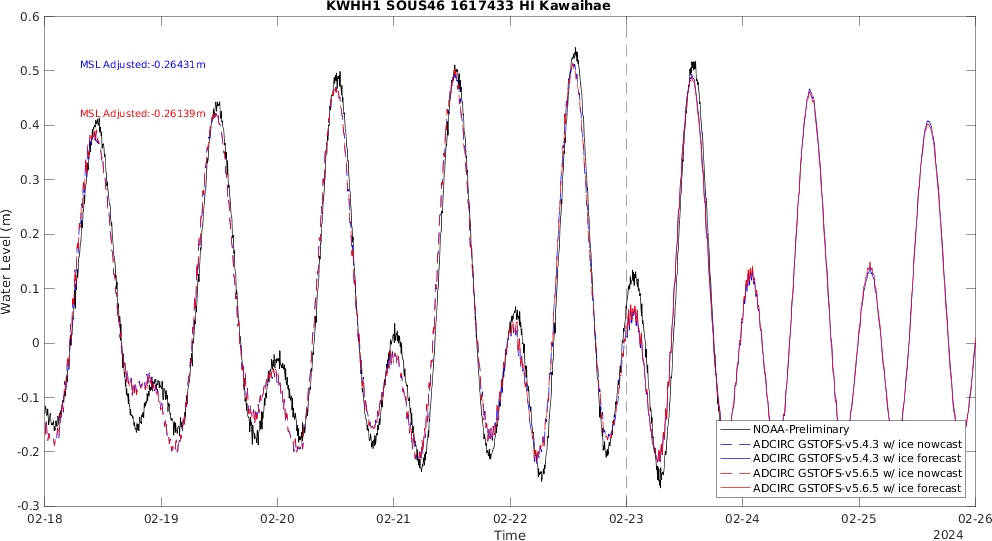 KWHH1 SOUS46 1617433 HI Kawaihae
0.6
0.5
0.4
0.3
0.2
0.1
0
-0.1
-0.2
-0.3
Water Level (m)
MSL Adjusted:-0.26431m
MSL Adjusted:-0.26139m
NOAA-Preliminary
ADCIRC GSTOFS-v5.4.3 w/ ice nowcast
ADCIRC GSTOFS-v5.4.3 w/ ice forecast
ADCIRC GSTOFS-v5.6.5 w/ ice nowcast
ADCIRC GSTOFS-v5.6.5 w/ ice forecast
02-18 02-19 02-20 02-21 02-22 02-23 02-24 02-25 02-26
Time
2024